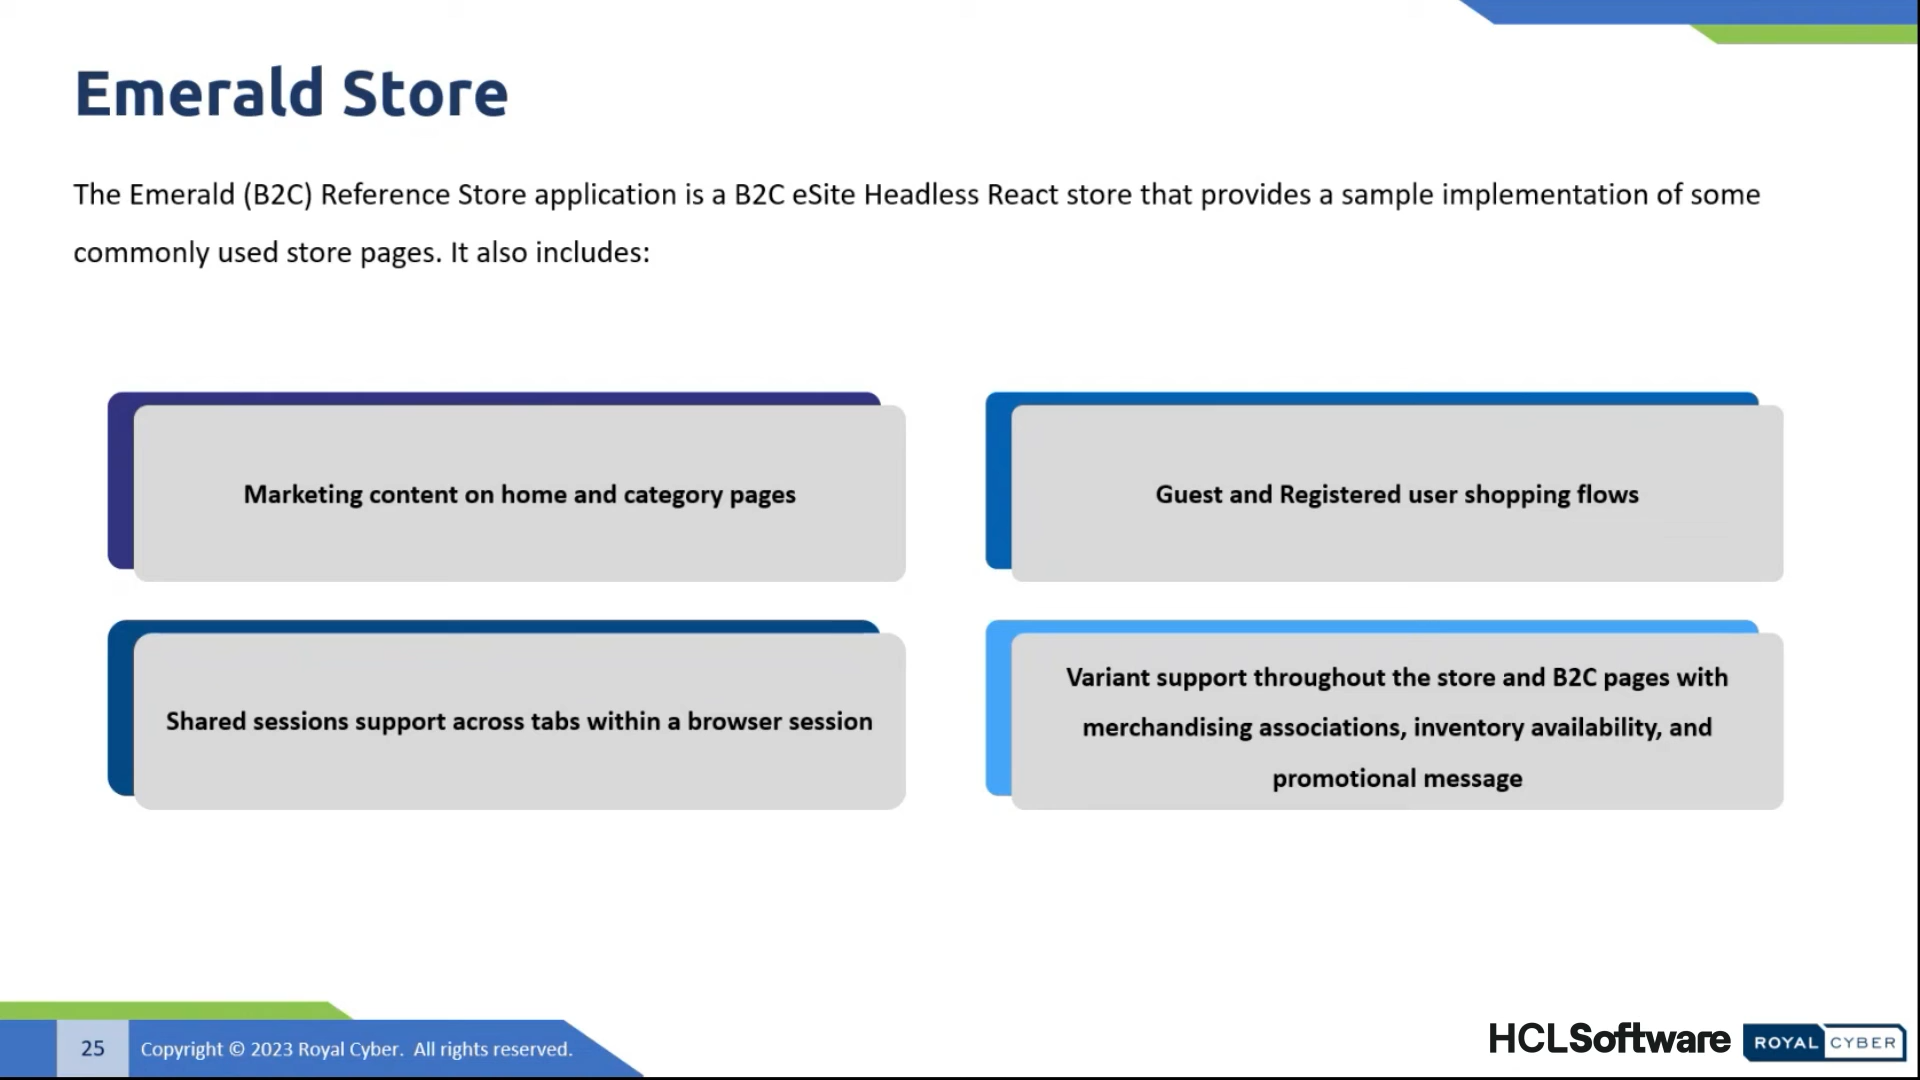 Emerald Store
The Emerald (B2C) Reference Store application is a B2C eSite Headless React store that provides a sample implementation of some
commonly used store pages. It also includes:
Marketing content on home and category pages
Guest and Registered user shopping flows
Shared sessions support across tabs within a browser session
Variant support throughout the store and B2C pages with
merchandising associations, inventory availability, and
promotional message
25
Copyright © 2023 Royal Cyber. All rights reserved.
HCLSoftware
ROYAL CYBER